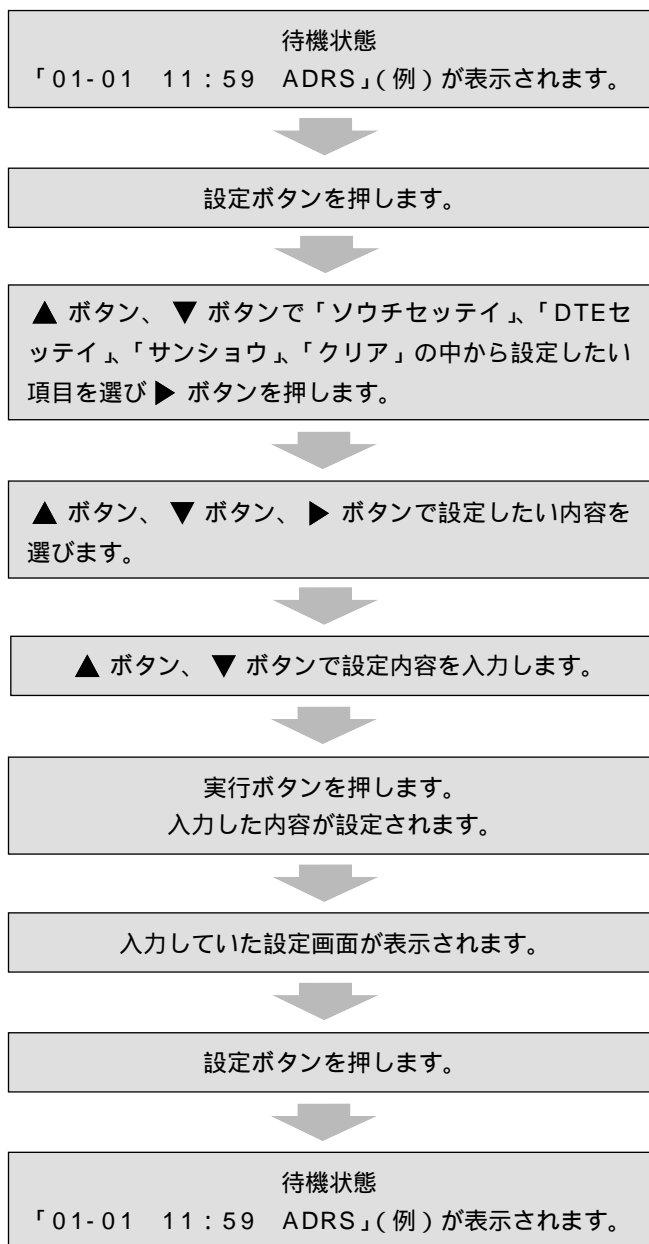 待機状態
「01-01　11：59　ADRS」（例）が表示されます。
設定ボタンを押します。
▲ ボタン、 ▼ ボタンで「ソウチセッテイ」、「DTEセ
ッテイ」、「サンショウ」、「クリア」の中から設定したい
項目を選び ▶ ボタンを押します。
▲ ボタン、 ▼ ボタン、 ▶ ボタンで設定したい内容を
選びます。
▲ ボタン、 ▼ ボタンで設定内容を入力します。
実行ボタンを押します。
入力した内容が設定されます。
入力していた設定画面が表示されます。
設定ボタンを押します。
待機状態
「01-01　11：59　ADRS」（例）が表示されます。